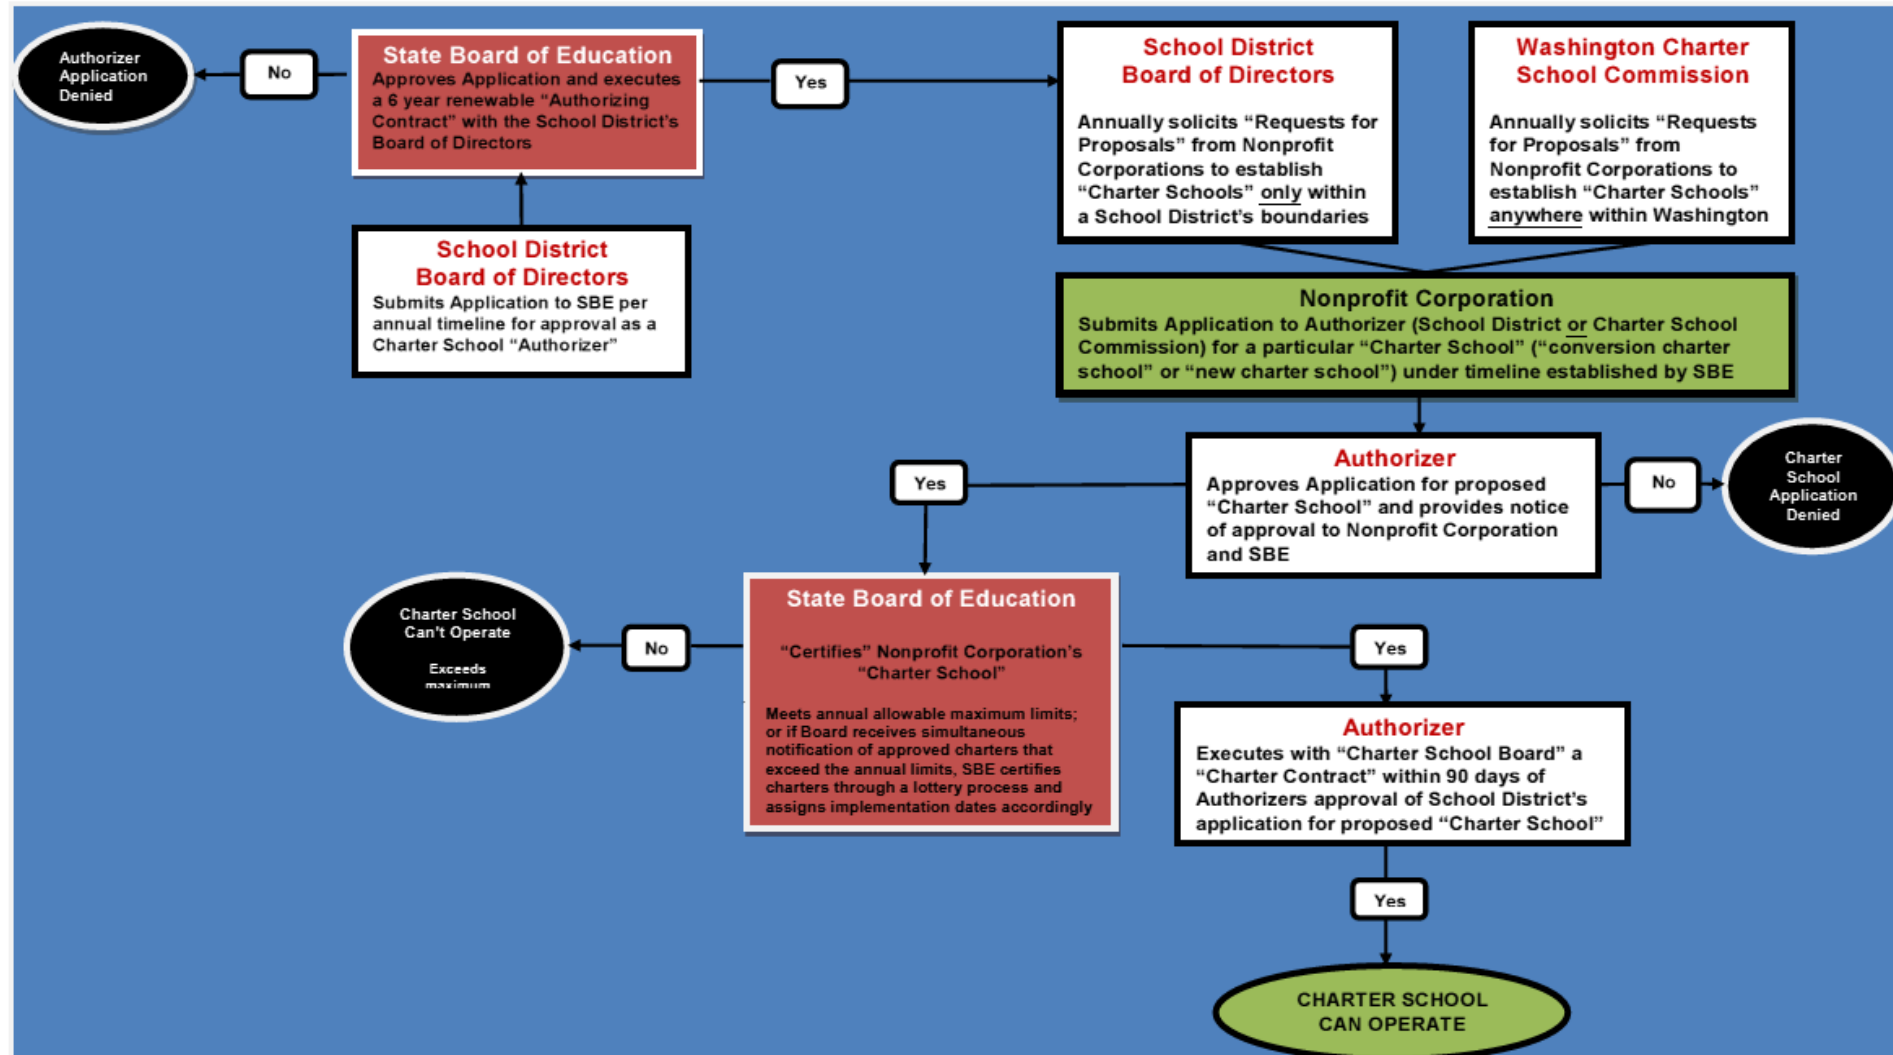 Authorizer
Application
Denied
No
State Board of Education
Approves Application and executes
a 6 year renewable “Authorizing
Contract” with the School District’s
Board of Directors
Yes
School District
Board of Directors
Annually solicits “Requests for
Proposals” from Nonprofit
Corporations to establish
“Charter Schools” only within
a School District’s boundaries
Washington Charter
School Commission
Annually solicits “Requests
for Proposals” from
Nonprofit Corporations to
establish “Charter Schools”
anywhere within Washington
School District
Board of Directors
Submits Application to SBE per
annual timeline for approval as a
Charter School “Authorizer”
Nonprofit Corporation
Submits Application to Authorizer (School District or Charter School
Commission) for a particular “Charter School” (“conversion charter
school” or “new charter school”) under timeline established by SBE
Authorizer
Approves Application for proposed
“Charter School” and provides notice
of approval to Nonprofit Corporation
and SBE
No
Charter
School
Application
Denied
Yes
State Board of Education
“Certifies” Nonprofit Corporation’s
“Charter School”
Meets annual allowable maximum limits;
or if Board receives simultaneous
notification of approved charters that
exceed the annual limits, SBE certifies
charters through a lottery process and
assigns implementation dates accordingly
No
Charter School
Can’t Operate
Exceeds
maximum
Yes
Authorizer
Executes with “Charter School Board” a
“Charter Contract” within 90 days of
Authorizers approval of School District’s
application for proposed “Charter School”
Yes
CHARTER SCHOOL
CAN OPERATE